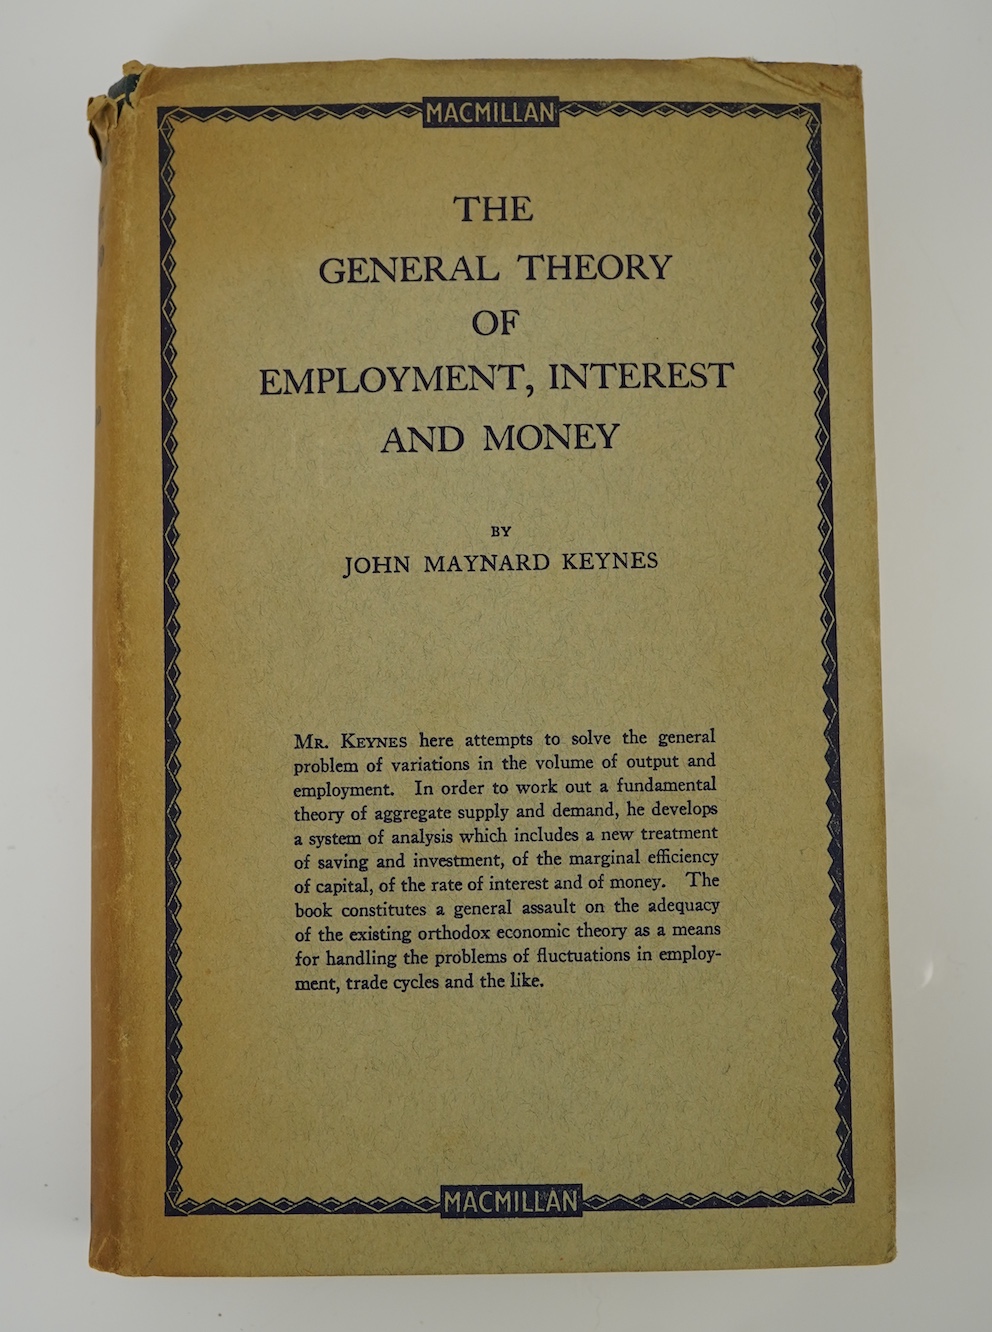 MACMILLAN
THE
GENERAL THEORY
OF
EMPLOYMENT, INTEREST
AND MONEY
BY
JOHN MAYNARD KEYNES
MR. KEYNES here attempts to solve the general
problem of variations in the volume of output and
employment. In order to work out a fundamental
theory of aggregate supply and demand, he develops
a system of analysis which includes a new treatment
of saving and investment, of the marginal efficiency
of capital, of the rate of interest and of money. The
book constitutes a general assault on the adequacy
of the existing orthodox economic theory as a means
for handling the problems of fluctuations in employ-
ment, trade cycles and the like.
MACMILLAN